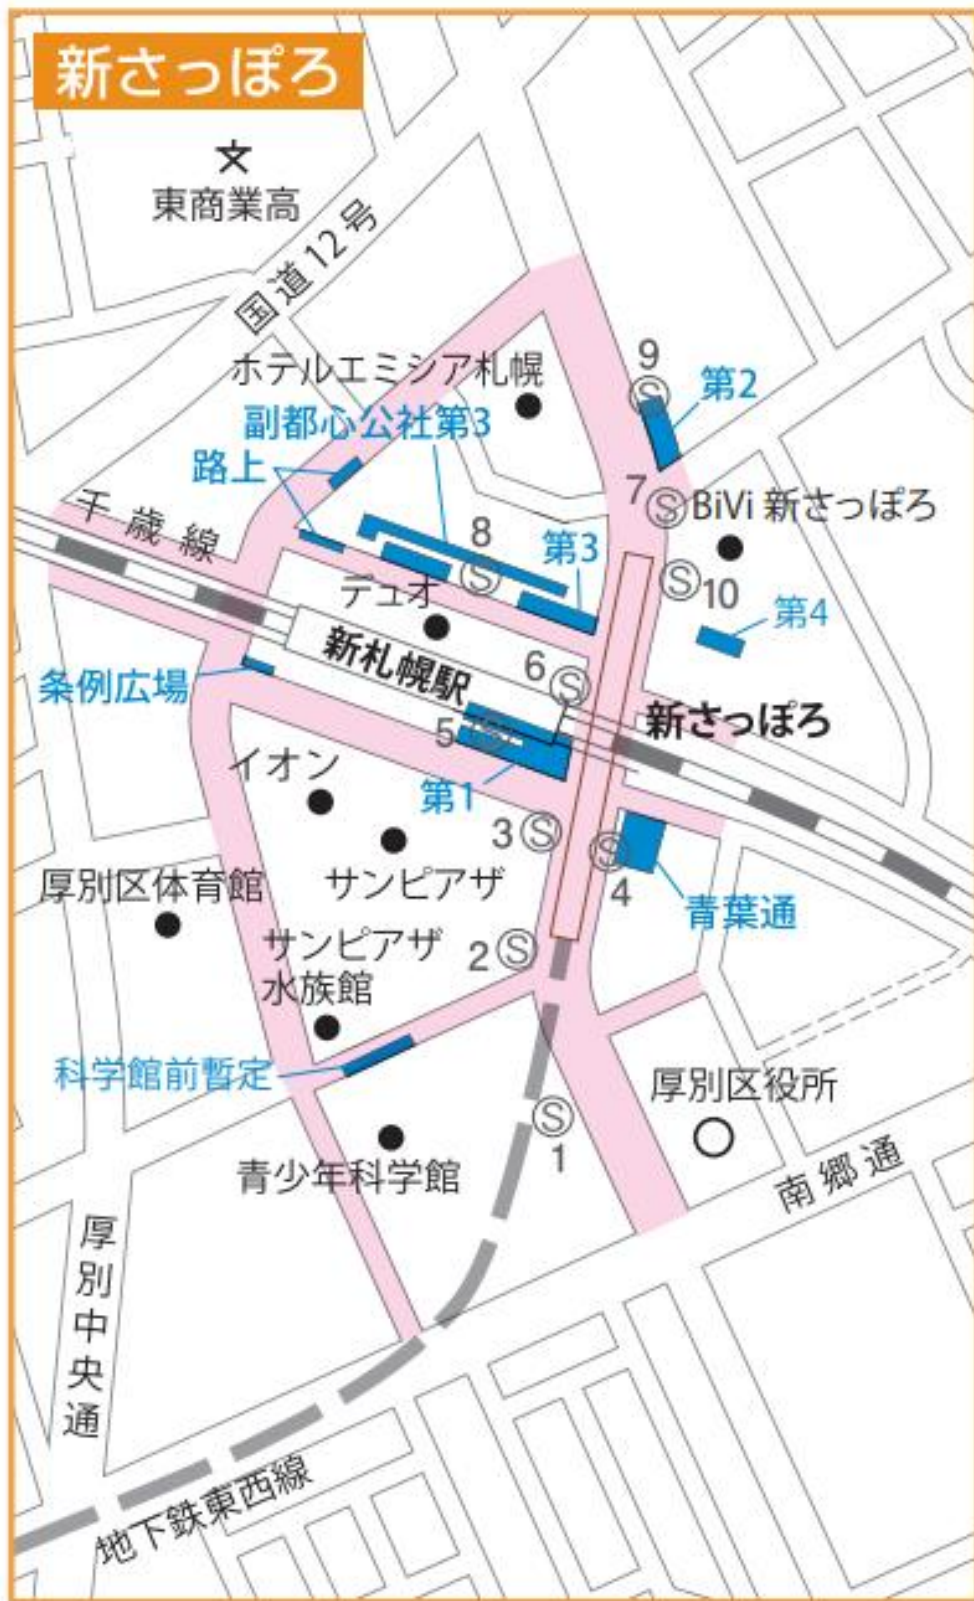 新さっぽろ
文
東商業高
国道12号
ホテルエミシア札幌
9
Ⓢ
第2
副都心公社第3
路上
7
Ⓢ
BiVi 新さっぽろ
千歳線
8
Ⓢ
第3
Ⓢ
10
デュオ
第4
新札幌駅
6
Ⓢ
条例広場
新さっぽろ
5
Ⓢ
イオン
第1
3
Ⓢ
Ⓢ
4
サンピアザ
厚別区体育館
青葉通
サンピアザ
水族館
2
Ⓢ
科学館前暫定
厚別区役所
Ⓢ
1
青少年科学館
南郷通
厚別中央通
地下鉄東西線